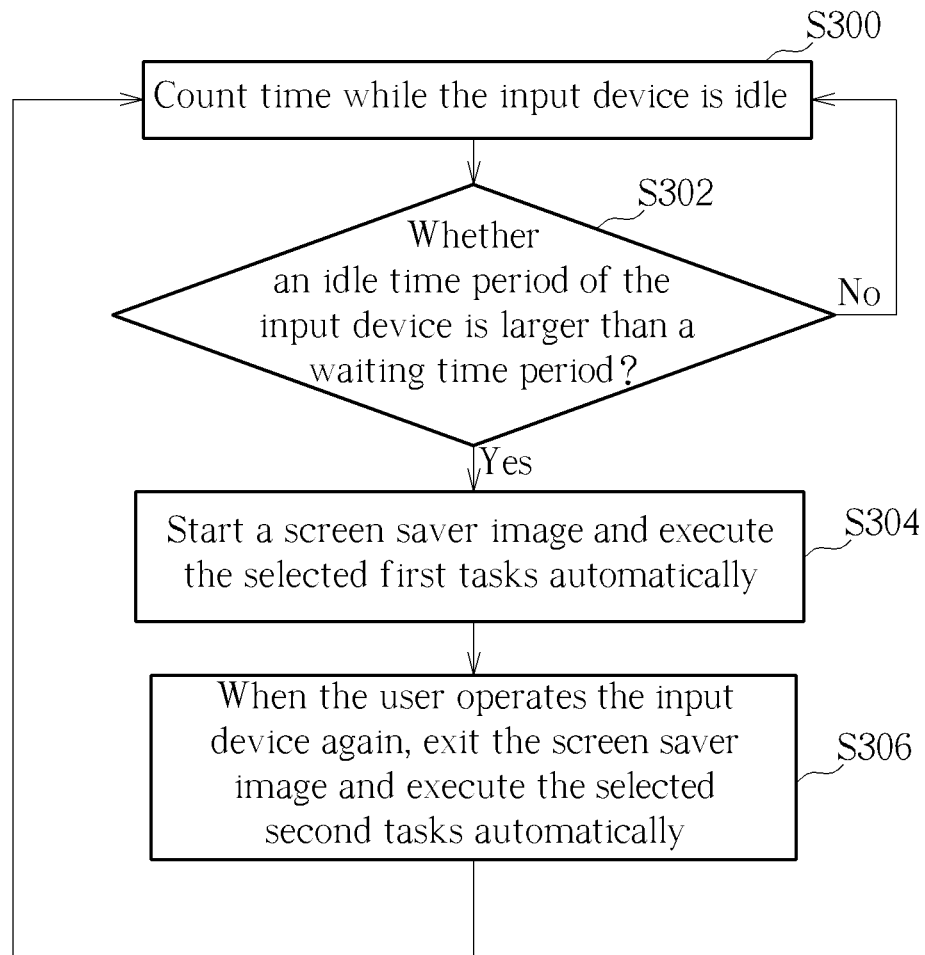 S300
Count time while the input device is idle
S302
Whether
an idle time period of the
input device is larger than a
waiting time period?
No
Yes
Start a screen saver image and execute
the selected first tasks automatically
S304
When the user operates the input
device again, exit the screen saver
image and execute the selected
second tasks automatically
S306